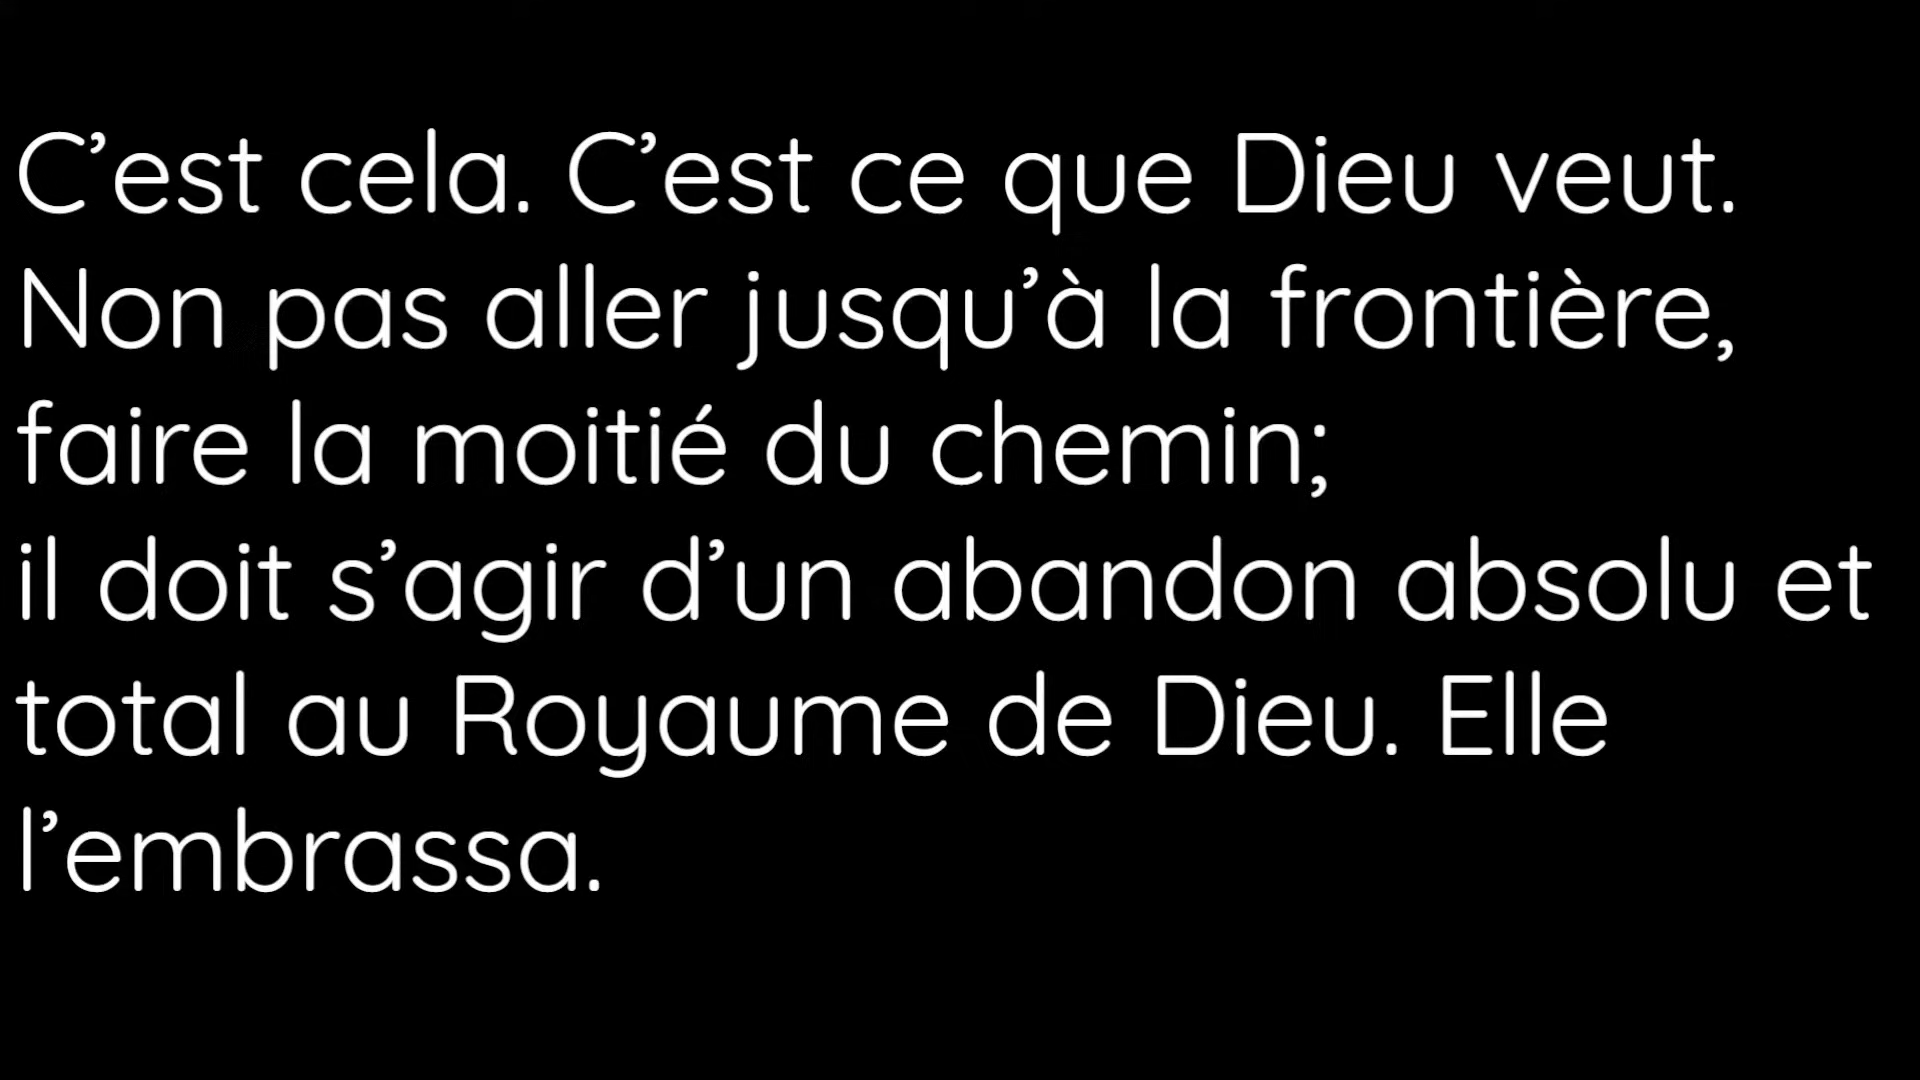 C’est cela. C’est ce que Dieu veut.
Non pas aller jusqu’à la frontière,
faire la moitié du chemin;
il doit s’agir d’un abandon absolu et
total au Royaume de Dieu. Elle
l’embrassa.